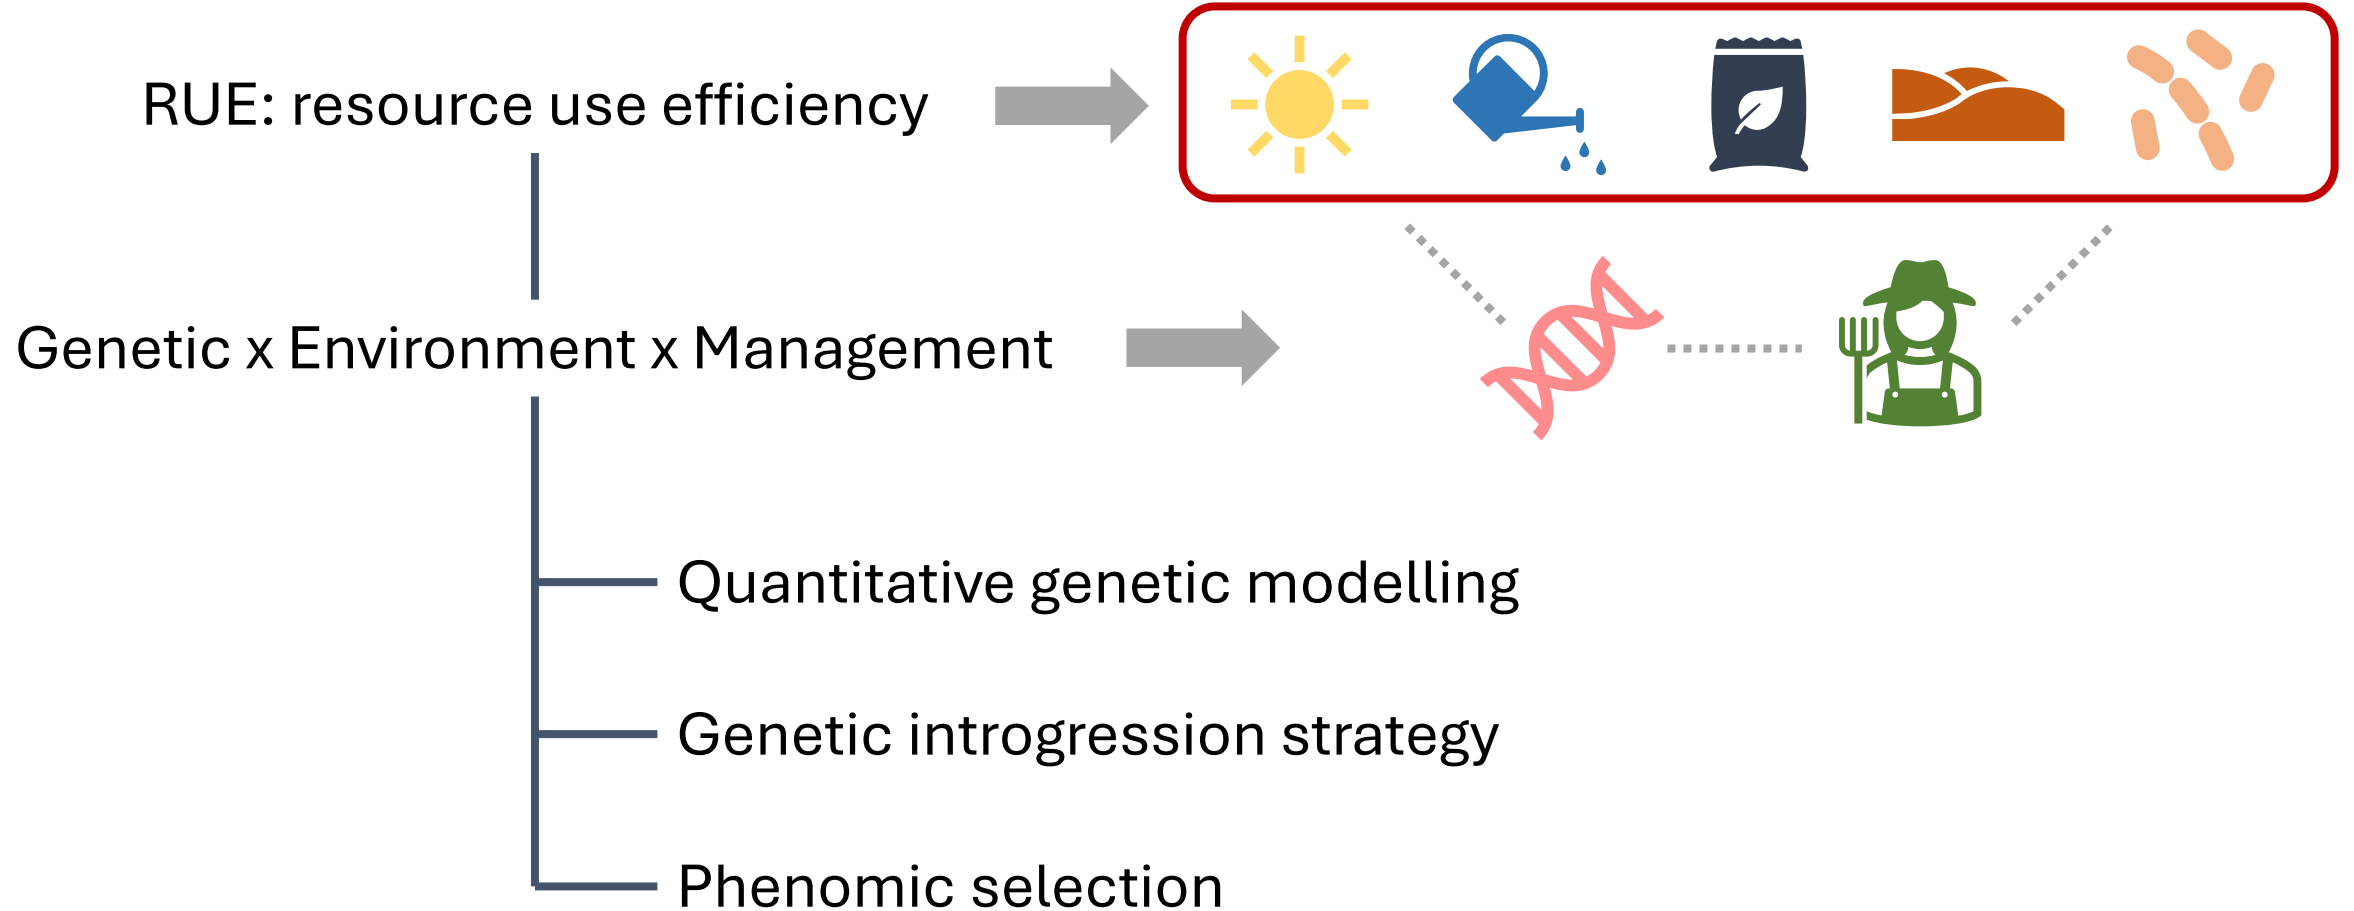 RUE: resource use efficiency
Genetic x Environment x Management
Quantitative genetic modelling
Genetic introgression strategy
Phenomic selection